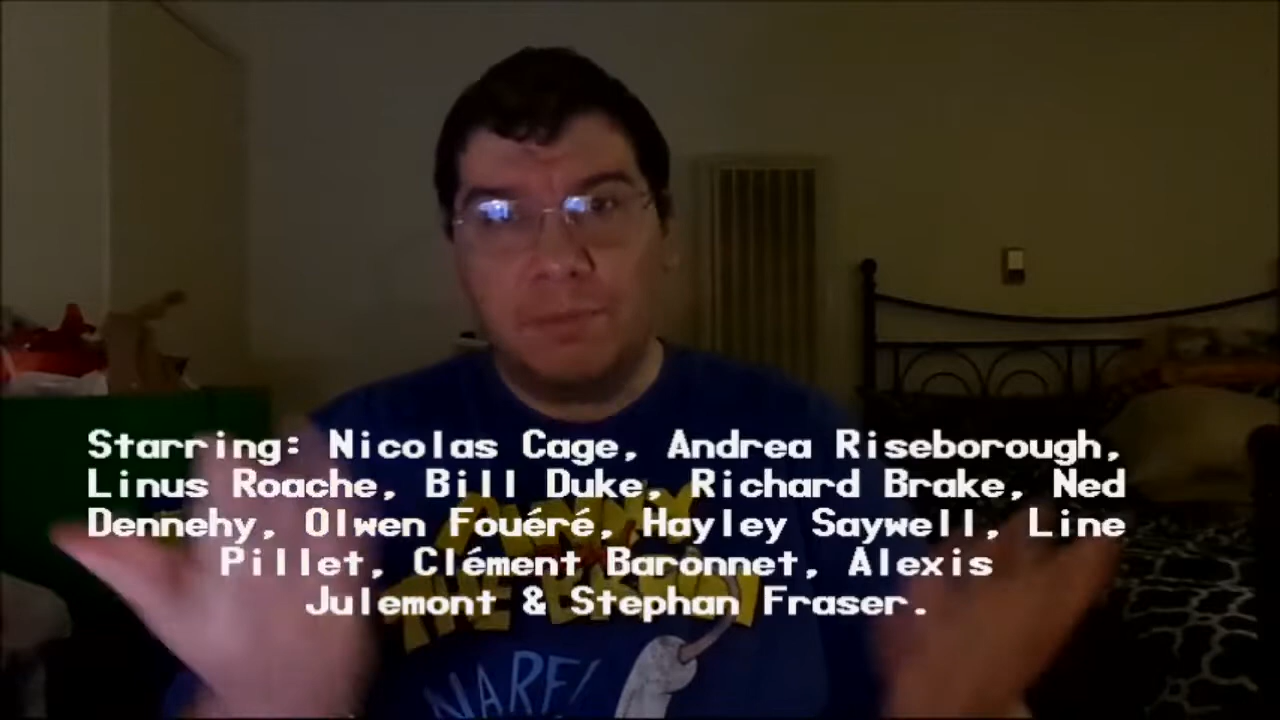 Starring: Nicolas Cage, Andrea Riseborough,
Linus Roache, Bill Duke, Richard Brake, Ned
Dennehy, Olwen Fouéré, Hayley Saywell, Line
Pillet, Clément Baronnet, Alexis
Julemont & Stephan Fraser.
NARF!